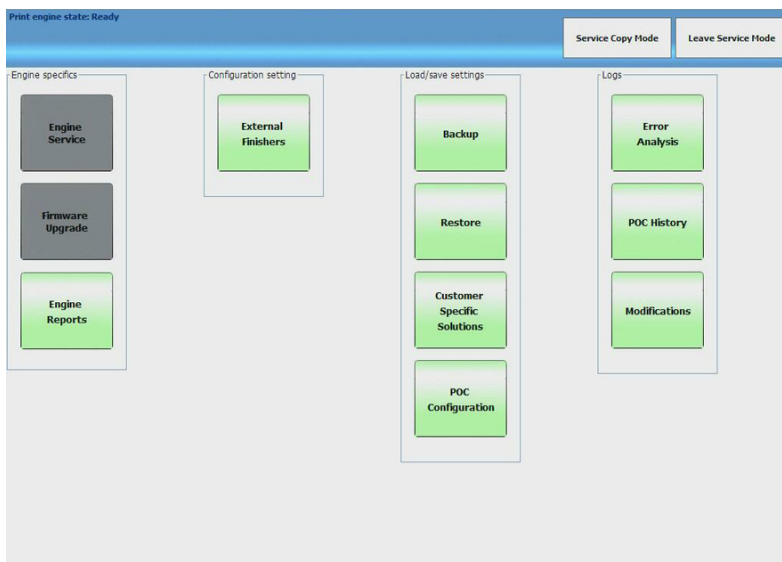 Print engine state: Ready
Service Copy Mode
Leave Service Mode
Engine specifics
Engine
Service
Firmware
Upgrade
Engine
Reports
Configuration setting
External
Finishers
Load/save settings
Backup
Restore
Customer
Specific
Solutions
POC
Configuration
Logs
Error
Analysis
POC History
Modifications